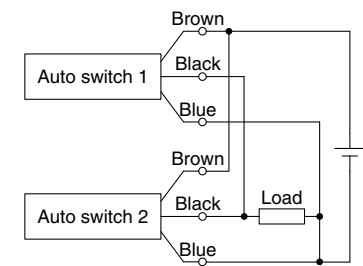 Brown
Auto switch 1
Black
Blue
Brown
Auto switch 2
Black
Load
Blue